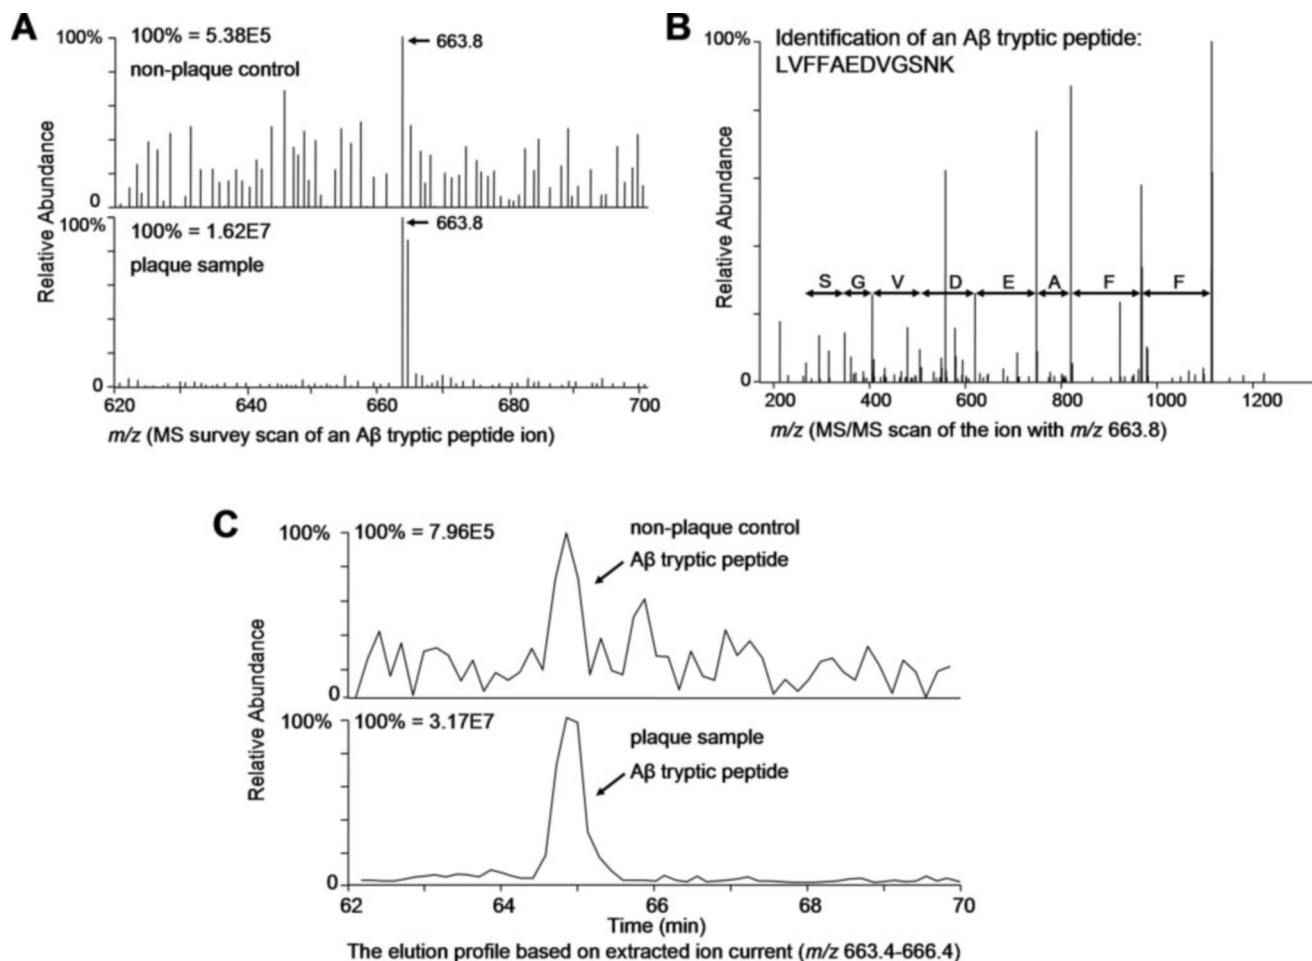 A
100% = 5.38E5
non-plaque control
663.8
100%
0
Relative Abundance
100% = 1.62E7
plaque sample
663.8
100%
0
Relative Abundance
620 640 660 680 700
m/z (MS survey scan of an Aβ tryptic peptide ion)
B
Identification of an Aβ tryptic peptide:
LVFFAEDVGSNK
100%
0
Relative Abundance
S G V D E A F F
200 400 600 800 1000 1200
m/z (MS/MS scan of the ion with m/z 663.8)
C
100%
100% = 7.96E5
non-plaque control
Aβ tryptic peptide
0
Relative Abundance
100%
100% = 3.17E7
plaque sample
Aβ tryptic peptide
0
62 64 66 68 70
Time (min)
The elution profile based on extracted ion current (m/z 663.4-666.4)